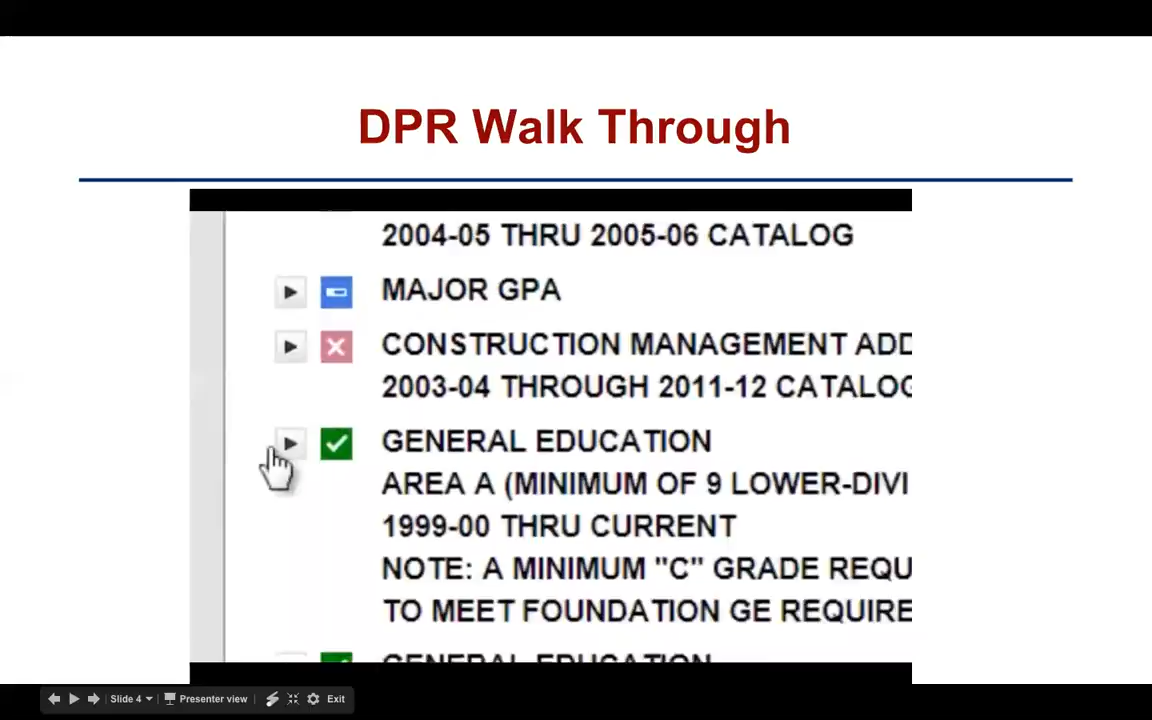 DPR Walk Through
2004-05 THRU 2005-06 CATALOG
MAJOR GPA
CONSTRUCTION MANAGEMENT ADD
2003-04 THROUGH 2011-12 CATALOG
GENERAL EDUCATION
AREA A (MINIMUM OF 9 LOWER-DIVI
1999-00 THRU CURRENT
NOTE: A MINIMUM "C" GRADE REQU
TO MEET FOUNDATION GE REQUIRE
GENERAL EDUCATION
Slide 4 Presenter view Exit